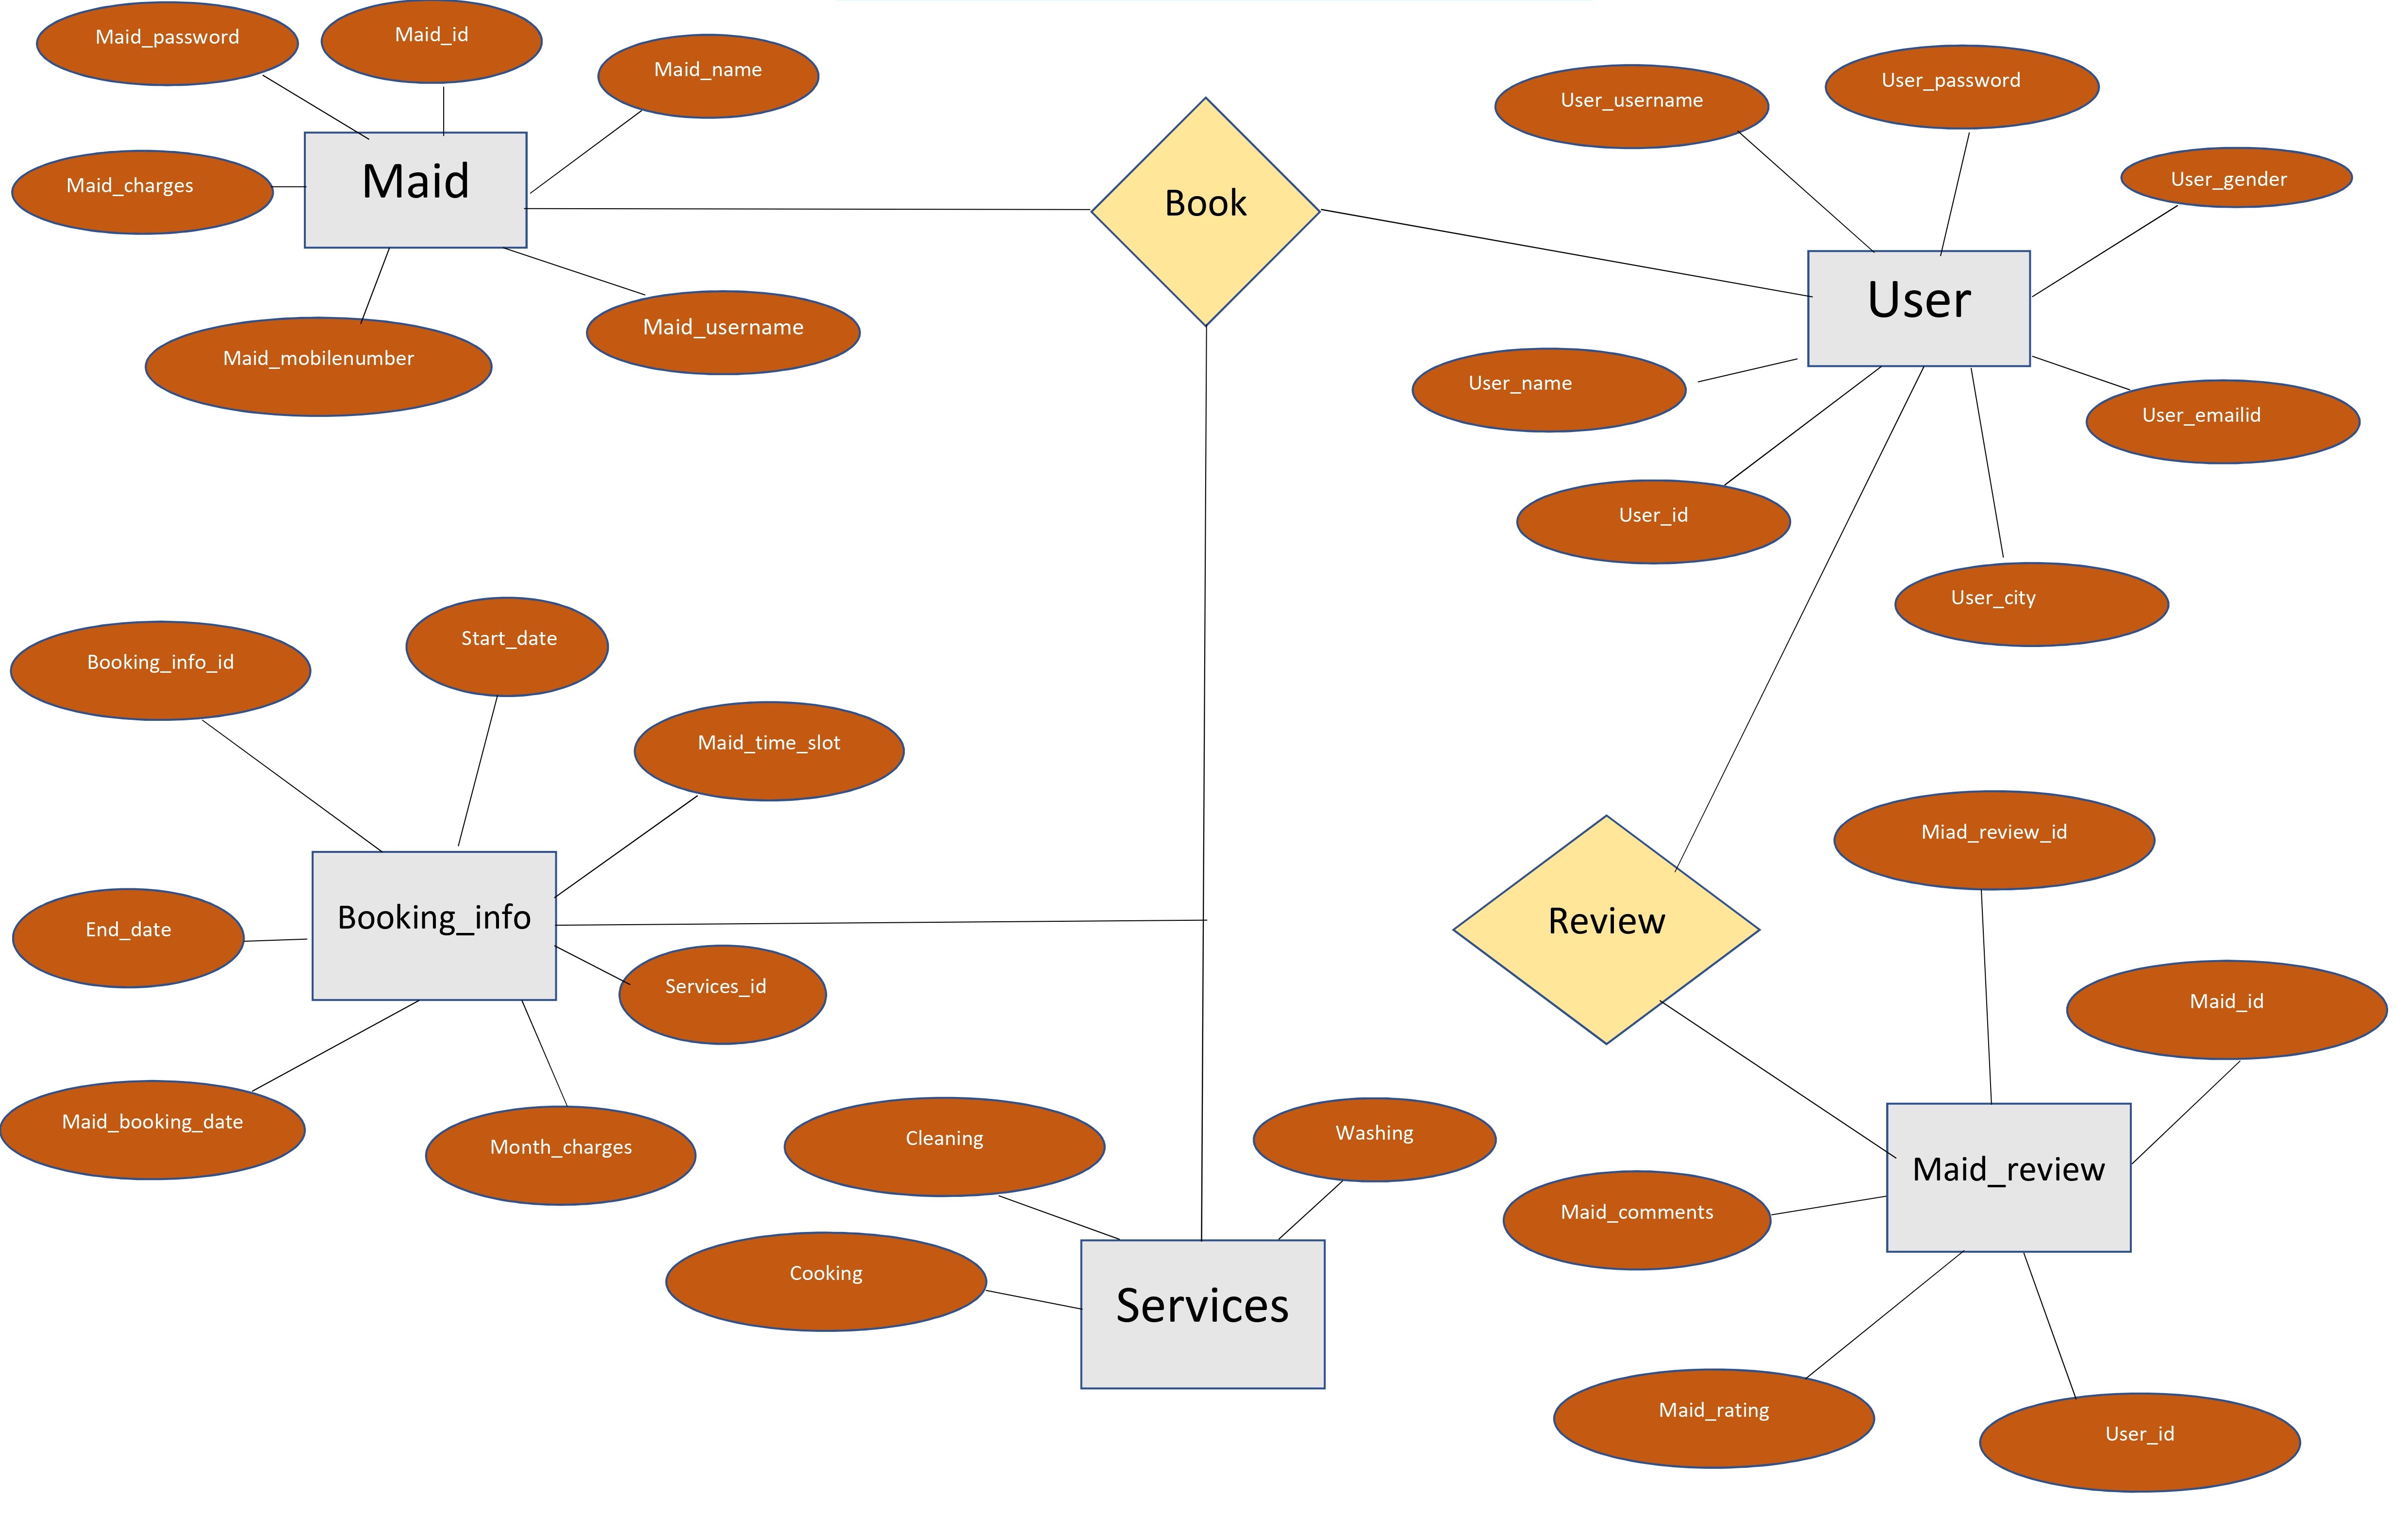 Maid_password
Maid_id
Maid_name
Maid_charges
Maid
Maid_mobilenumber
Maid_username
Book
User_username
User_password
User_gender
User
User_name
User_emailid
User_id
User_city
Booking_info_id
Start_date
Maid_time_slot
Booking_info
End_date
Services_id
Maid_booking_date
Month_charges
Cleaning
Washing
Cooking
Services
Review
Miad_review_id
Maid_id
Maid_review
Maid_comments
Maid_rating
User_id